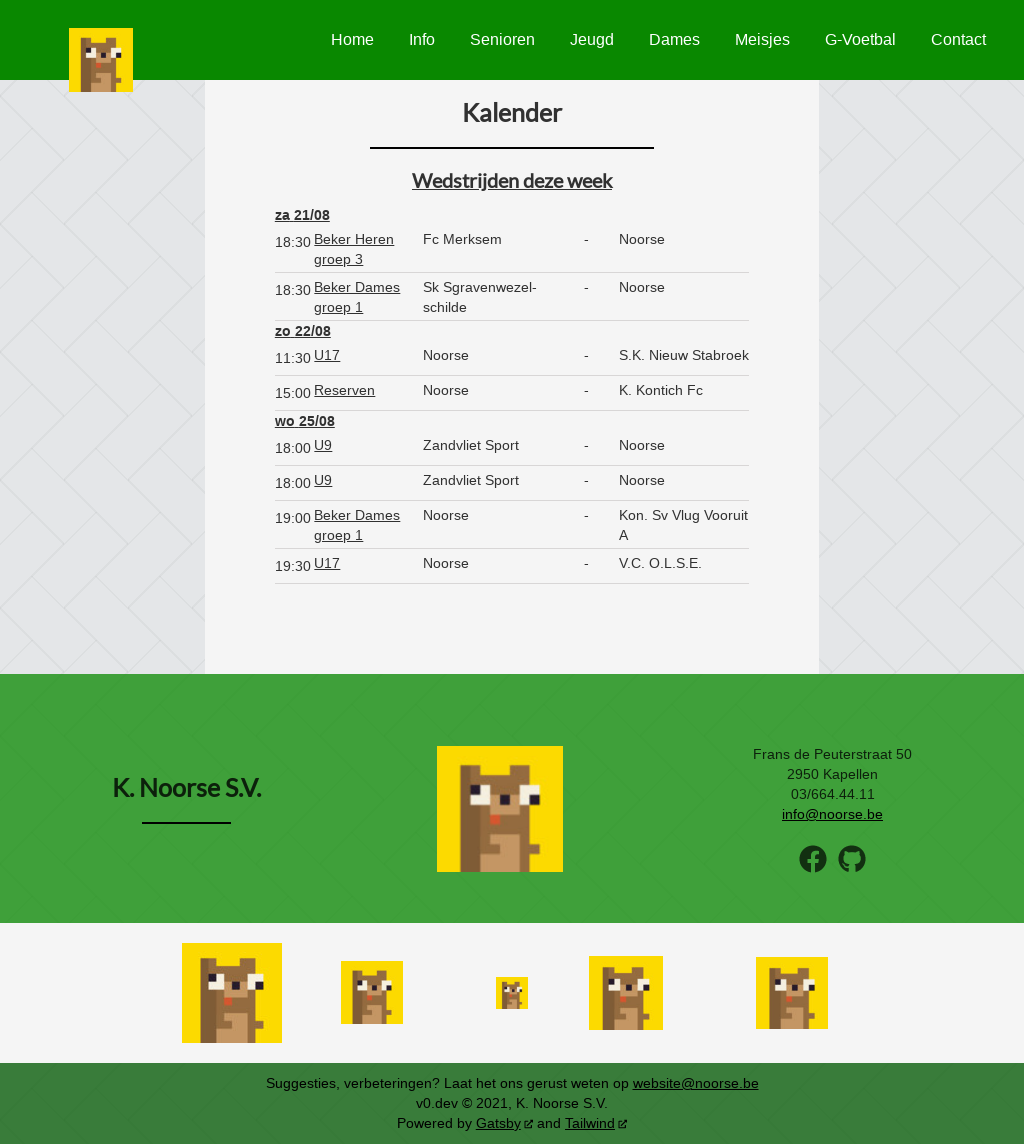 Home Info Senioren Jeugd Dames Meisjes G-Voetbal Contact
Kalender
Wedstrijden deze week
za 21/08
18:30 Beker Heren Fc Merksem - Noorse
groep 3
18:30 Beker Dames Sk Sgravenwezel- - Noorse
groep 1 schilde
zo 22/08
11:30 U17 Noorse - S.K. Nieuw Stabroek
15:00 Reserven Noorse - K. Kontich Fc
wo 25/08
18:00 U9 Zandvliet Sport - Noorse
18:00 U9 Zandvliet Sport - Noorse
19:00 Beker Dames Noorse - Kon. Sv Vlug Vooruit
groep 1 A
19:30 U17 Noorse - V.C. O.L.S.E.
K. Noorse S.V.
Frans de Peuterstraat 50
2950 Kapellen
03/664.44.11
info@noorse.be
Suggesties, verbeteringen? Laat het ons gerust weten op website@noorse.be
v0.dev © 2021, K. Noorse S.V.
Powered by Gatsby and Tailwind